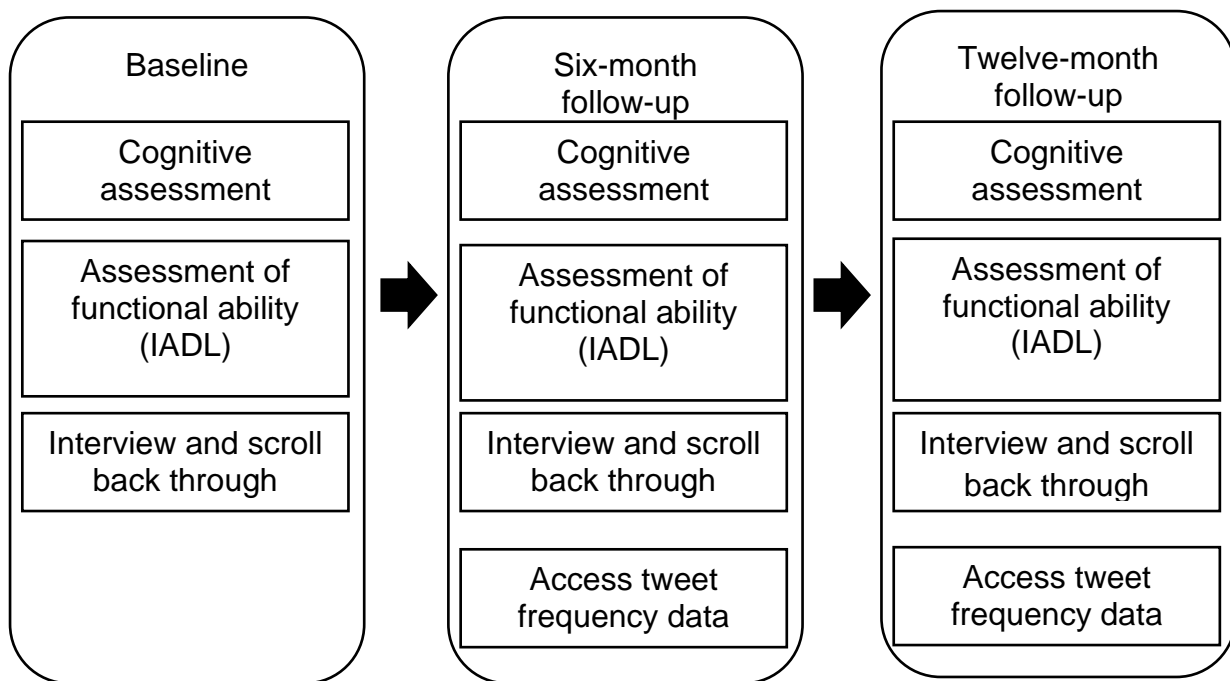 Baseline
Cognitive
assessment
Assessment of
functional ability
(IADL)
Interview and scroll
back through
Six-month
follow-up
Cognitive
assessment
Assessment of
functional ability
(IADL)
Interview and scroll
back through
Access tweet
frequency data
Twelve-month
follow-up
Cognitive
assessment
Assessment of
functional ability
(IADL)
Interview and scroll
back through
Access tweet
frequency data